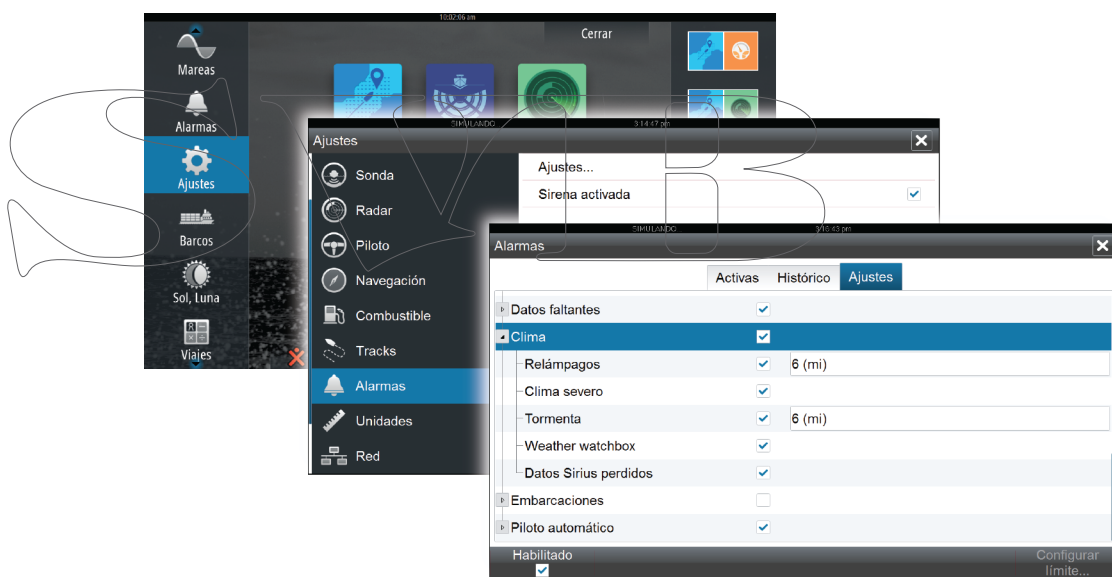 10:02:06 am
Cerrar
Mareas
Alarmas
Ajustes
Barcos
Sol, Luna
Viajes
SIMULANDO 3:14:47 pm
Ajustes
Sonda
Radar
Piloto
Navegación
Combustible
Tracks
Alarmas
Unidades
Red
Ajustes...
Sirena activada
SIMULANDO 3:16:43 pm
Alarmas
Activas Histórico Ajustes
Datos faltantes
Clima
Relámpagos 6 (mi)
Clima severo
Tormenta 6 (mi)
Weather watchbox
Datos Sirius perdidos
Embarcaciones
Piloto automático
Habilitado
Configurar
límite...